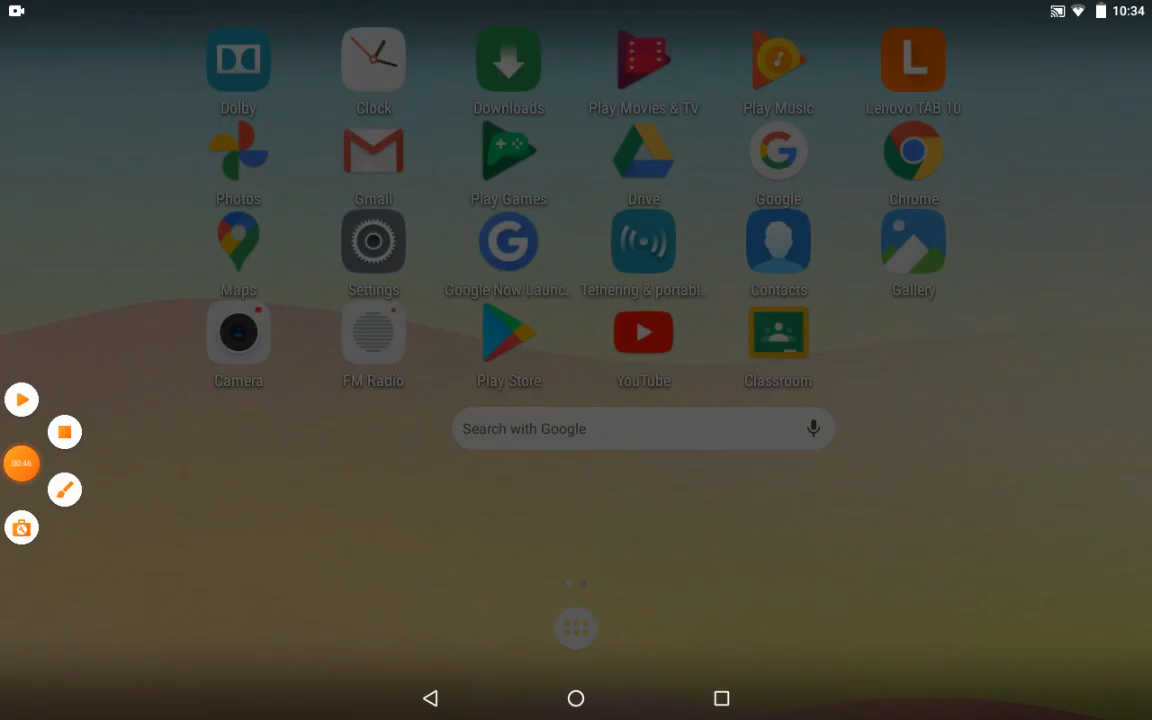 10:34
Dolby
Clock
Downloads
Play Movies & TV
Play Music
L
Lenovo TAB 10
Photos
Gmail
Play Games
Drive
Google
Chrome
Maps
Settings
Google Now Launc...
Tethering & portabl...
Contacts
Gallery
Camera
FM Radio
Play Store
YouTube
Classroom
Search with Google
00:46